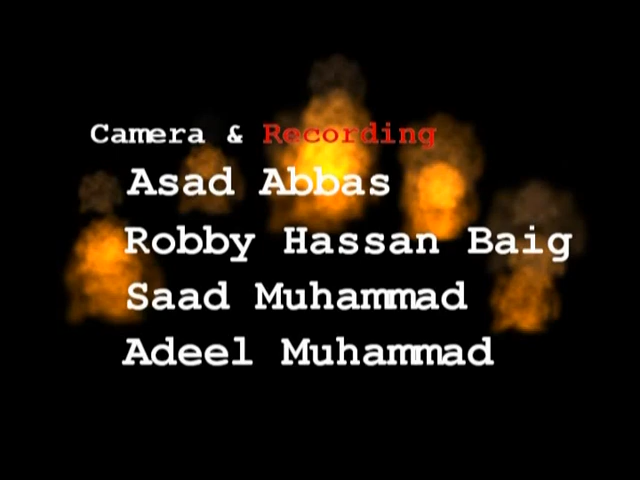 Camera & Recording
Asad Abbas
Robby Hassan Baig
Saad Muhammad
Adeel Muhammad